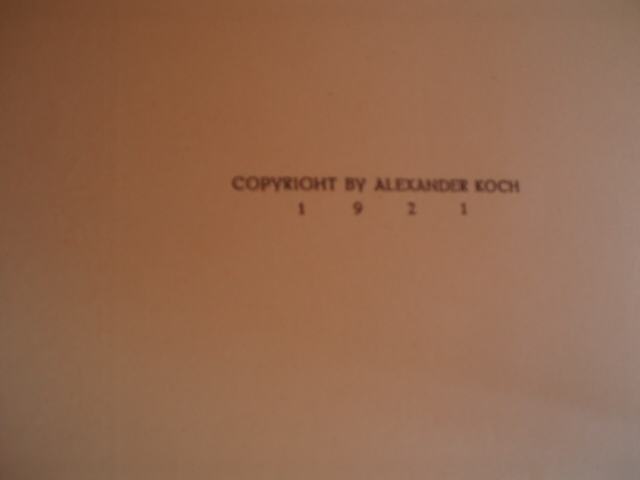 COPYRIGHT BY ALEXANDER KOCH
1 9 2 1